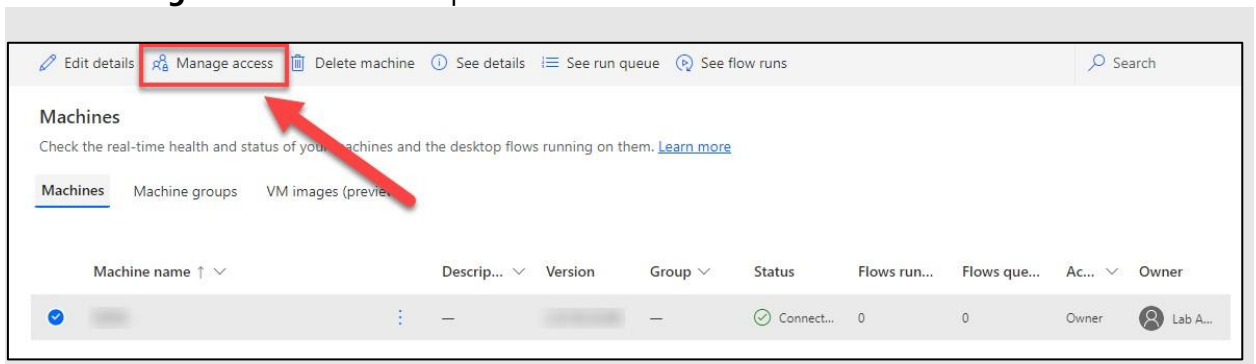 Edit details Manage access Delete machine See details See run queue See flow runs Search
Machines
Check the real-time health and status of your machines and the desktop flows running on them. Learn more
Machines Machine groups VM images (preview
Machine name ↑ Descrip... Version Group Status Flows run... Flows que... Ac... Owner
— — Connect... 0 0 Owner Lab A...